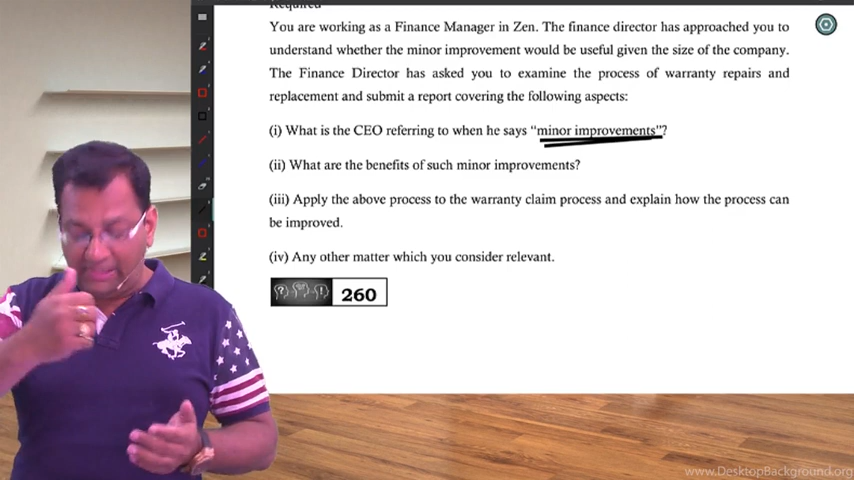 Required
You are working as a Finance Manager in Zen. The finance director has approached you to
understand whether the minor improvement would be useful given the size of the company.
The Finance Director has asked you to examine the process of warranty repairs and
replacement and submit a report covering the following aspects:
(i) What is the CEO referring to when he says “minor improvements”?
(ii) What are the benefits of such minor improvements?
(iii) Apply the above process to the warranty claim process and explain how the process can
be improved.
(iv) Any other matter which you consider relevant.
260
www.DesktopBackground.org